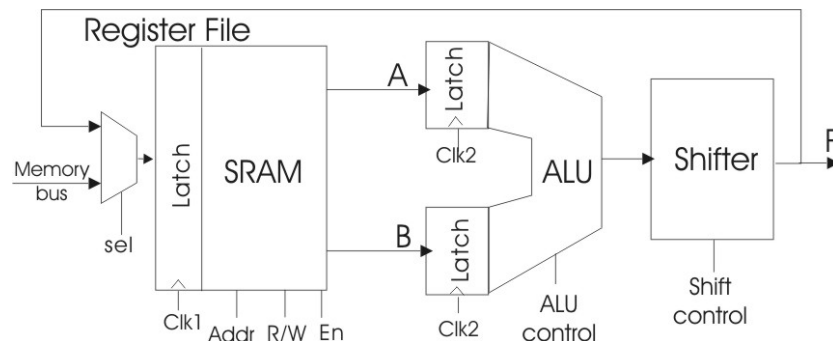 Register File
A
Latch
Clk2
Memory
bus
sel
Latch
SRAM
Clk1
Addr
R/W
En
B
Latch
Clk2
ALU
ALU
control
Shifter
Shift
control
F